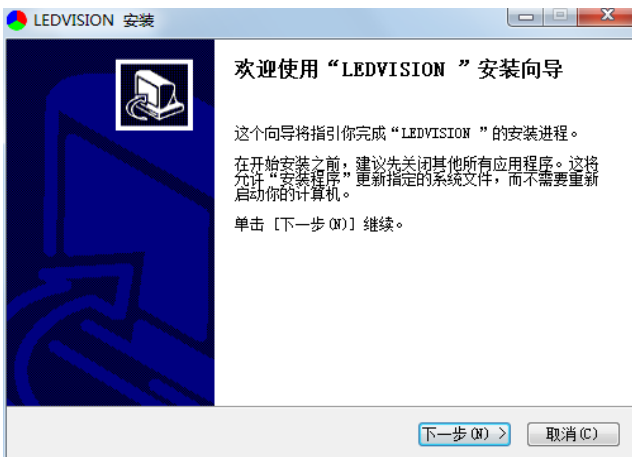 LEDVISION 安装
欢迎使用“LEDVISION ”安装向导
这个向导将指引你完成“LEDVISION ”的安装进程。
在开始安装之前，建议先关闭其他所有应用程序。这将
允许“安装程序”更新指定的系统文件，而不需要重新
启动你的计算机。
单击 [下一步(N)] 继续。
下一步(N) >
取消(C)